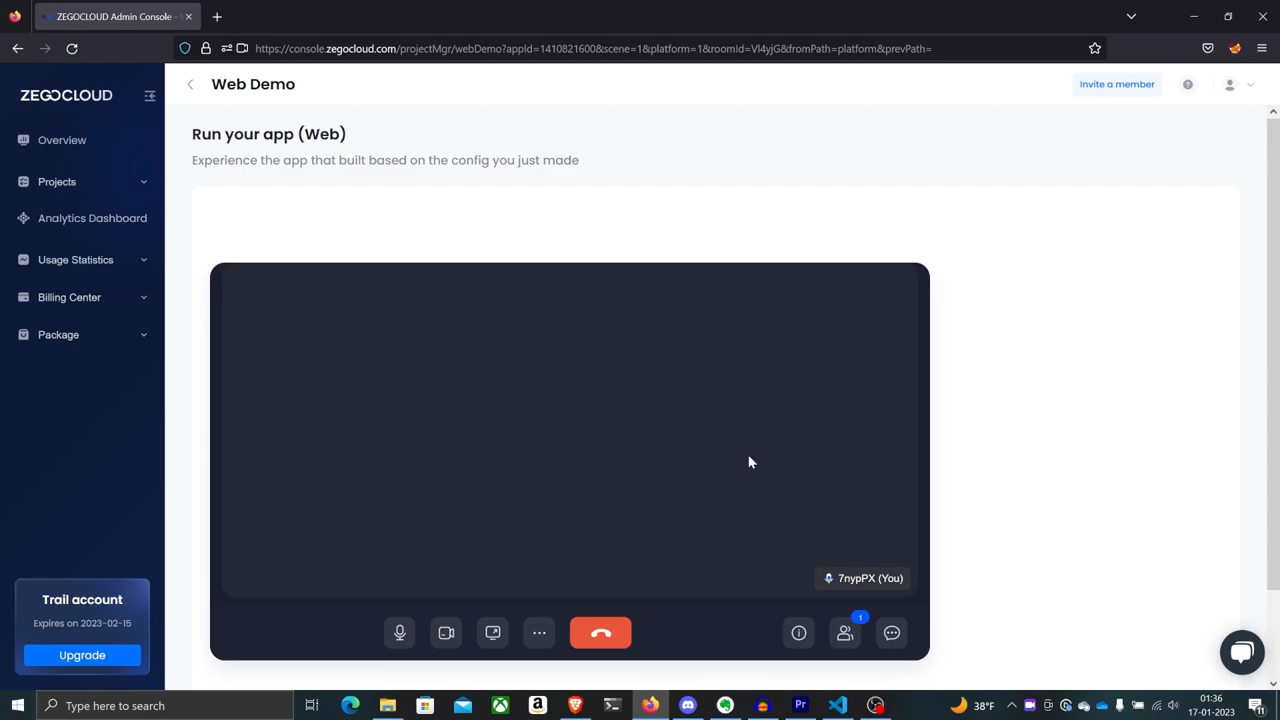 ZEGOCLOUD Admin Console -
https://console.zegocloud.com/projectMgr/webDemo?appId=1410821600&scene=1&platform=1&roomId=Vl4yjG&fromPath=platform&prevPath=
ZEGOCLOUD
Web Demo
Invite a member
Overview
Projects
Analytics Dashboard
Usage Statistics
Billing Center
Package
Run your app (Web)
Experience the app that built based on the config you just made
7nypPX (You)
1
Trail account
Expires on 2023-02-15
Upgrade
Type here to search
38°F
01:36
17-01-2023
11